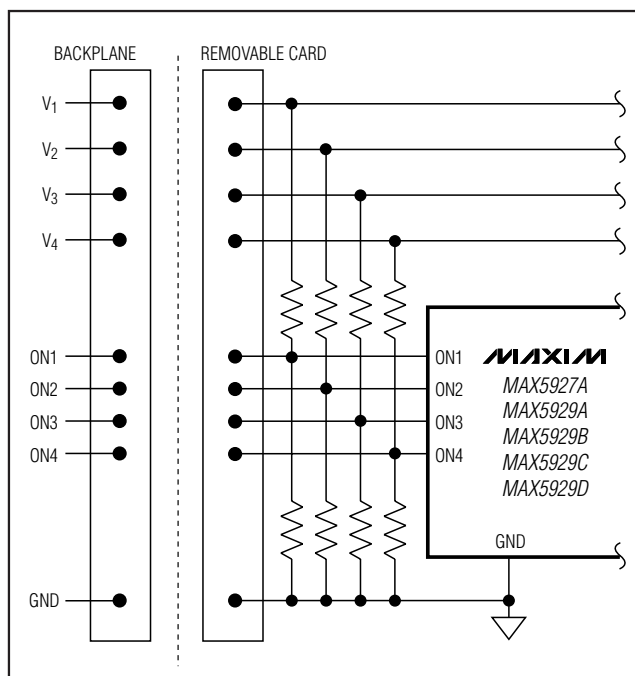 BACKPLANE
REMOVABLE CARD
V1
V2
V3
V4
ON1
ON2
ON3
ON4
GND
ON1
ON2
ON3
ON4
MAXIM
MAX5927A
MAX5929A
MAX5929B
MAX5929C
MAX5929D
GND